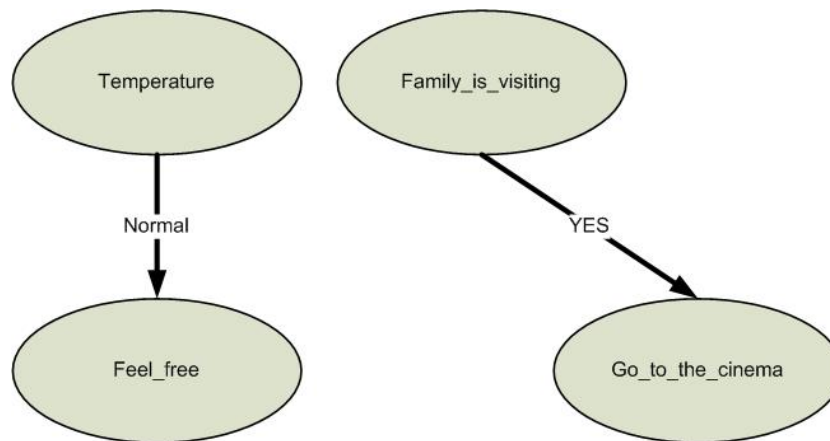 Temperature
Family_is_visiting
Normal
YES
Feel_free
Go_to_the_cinema